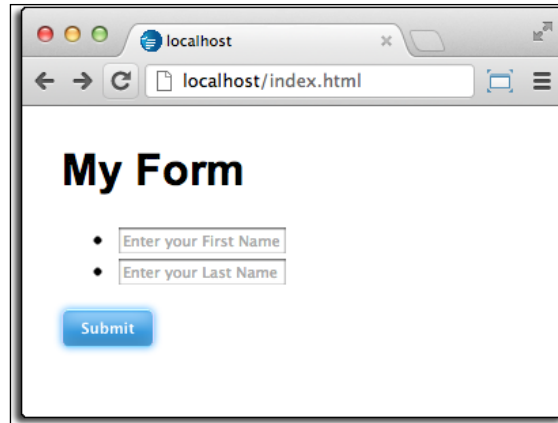 localhost
localhost/index.html
My Form
Enter your First Name
Enter your Last Name
Submit